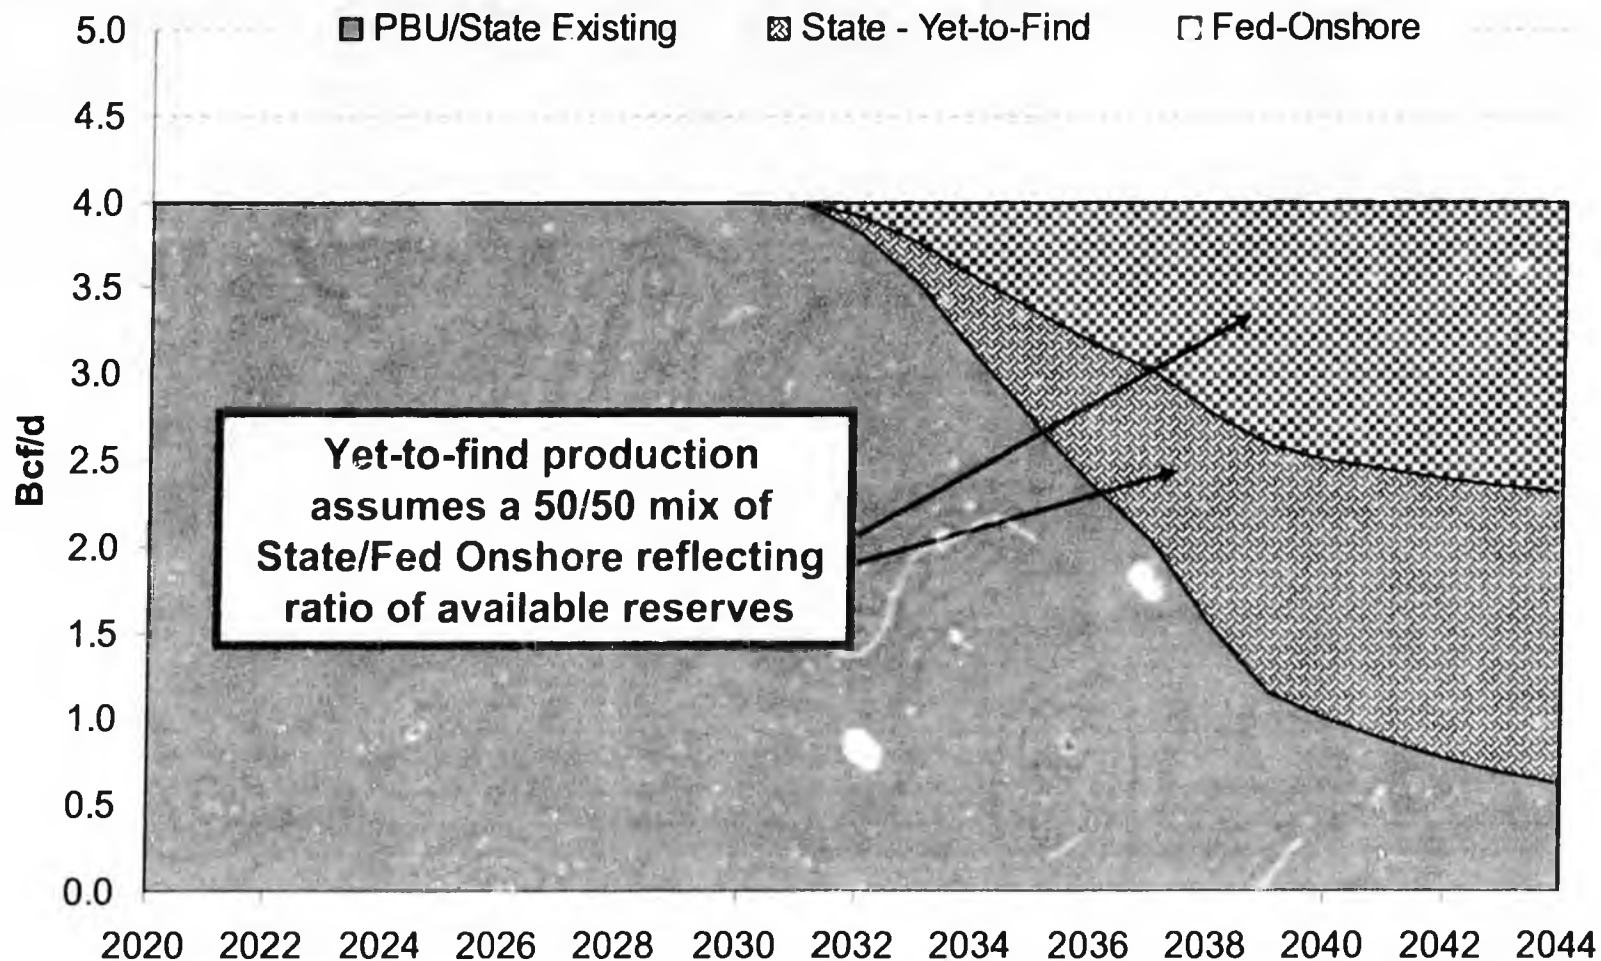 PBU/State Existing State - Yet-to-Find Fed-Onshore
5.0
4.5
4.0
3.5
3.0
2.5
2.0
1.5
1.0
0.5
0.0
Bcf/d
Yet-to-find production
assumes a 50/50 mix of
State/Fed Onshore reflecting
ratio of available reserves
2020 2022 2024 2026 2028 2030 2032 2034 2036 2038 2040 2042 2044